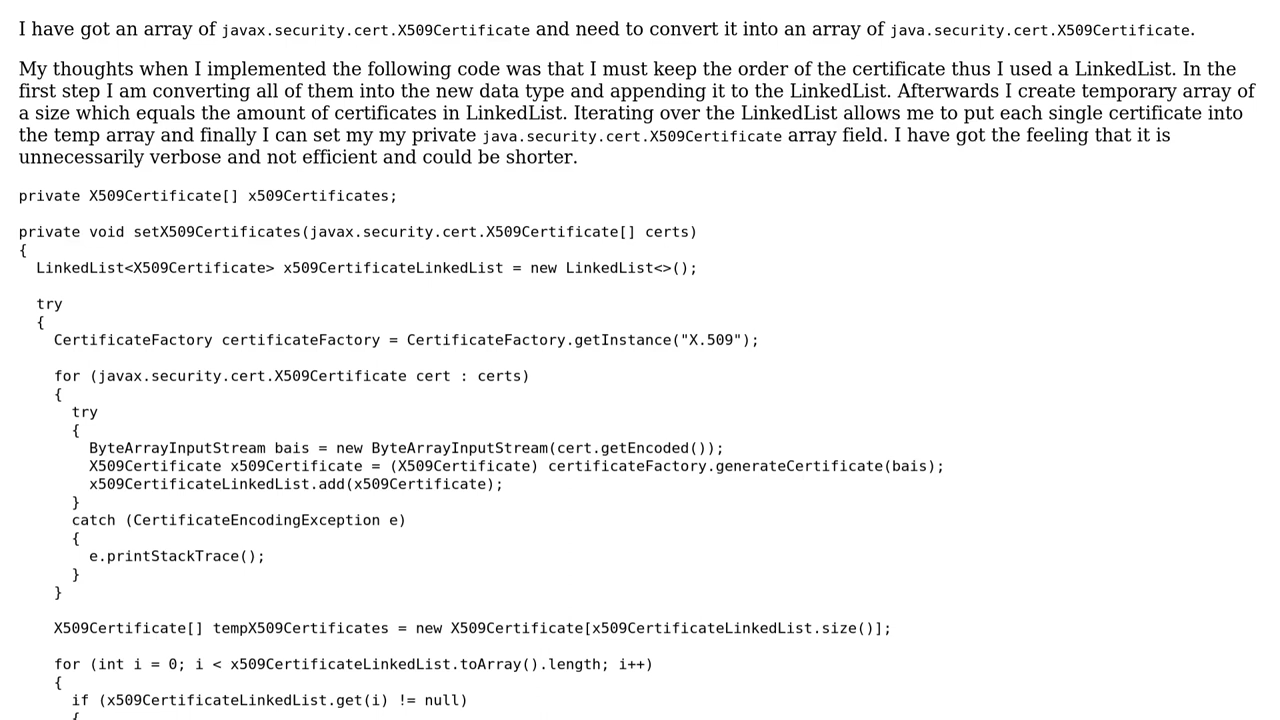 I have got an array of javax.security.cert.X509Certificate and need to convert it into an array of java.security.cert.X509Certificate.
My thoughts when I implemented the following code was that I must keep the order of the certificate thus I used a LinkedList. In the
first step I am converting all of them into the new data type and appending it to the LinkedList. Afterwards I create temporary array of
a size which equals the amount of certificates in LinkedList. Iterating over the LinkedList allows me to put each single certificate into
the temp array and finally I can set my my private java.security.cert.X509Certificate array field. I have got the feeling that it is
unnecessarily verbose and not efficient and could be shorter.
private X509Certificate[] x509Certificates;
private void setX509Certificates(javax.security.cert.X509Certificate[] certs)
{
  LinkedList<X509Certificate> x509CertificateLinkedList = new LinkedList<>();
  try
  {
    CertificateFactory certificateFactory = CertificateFactory.getInstance("X.509");
    for (javax.security.cert.X509Certificate cert : certs)
    {
      try
      {
        ByteArrayInputStream bais = new ByteArrayInputStream(cert.getEncoded());
        X509Certificate x509Certificate = (X509Certificate) certificateFactory.generateCertificate(bais);
        x509CertificateLinkedList.add(x509Certificate);
      }
      catch (CertificateEncodingException e)
      {
        e.printStackTrace();
      }
    }
    X509Certificate[] tempX509Certificates = new X509Certificate[x509CertificateLinkedList.size()];
    for (int i = 0; i < x509CertificateLinkedList.toArray().length; i++)
    {
      if (x509CertificateLinkedList.get(i) != null)
      {